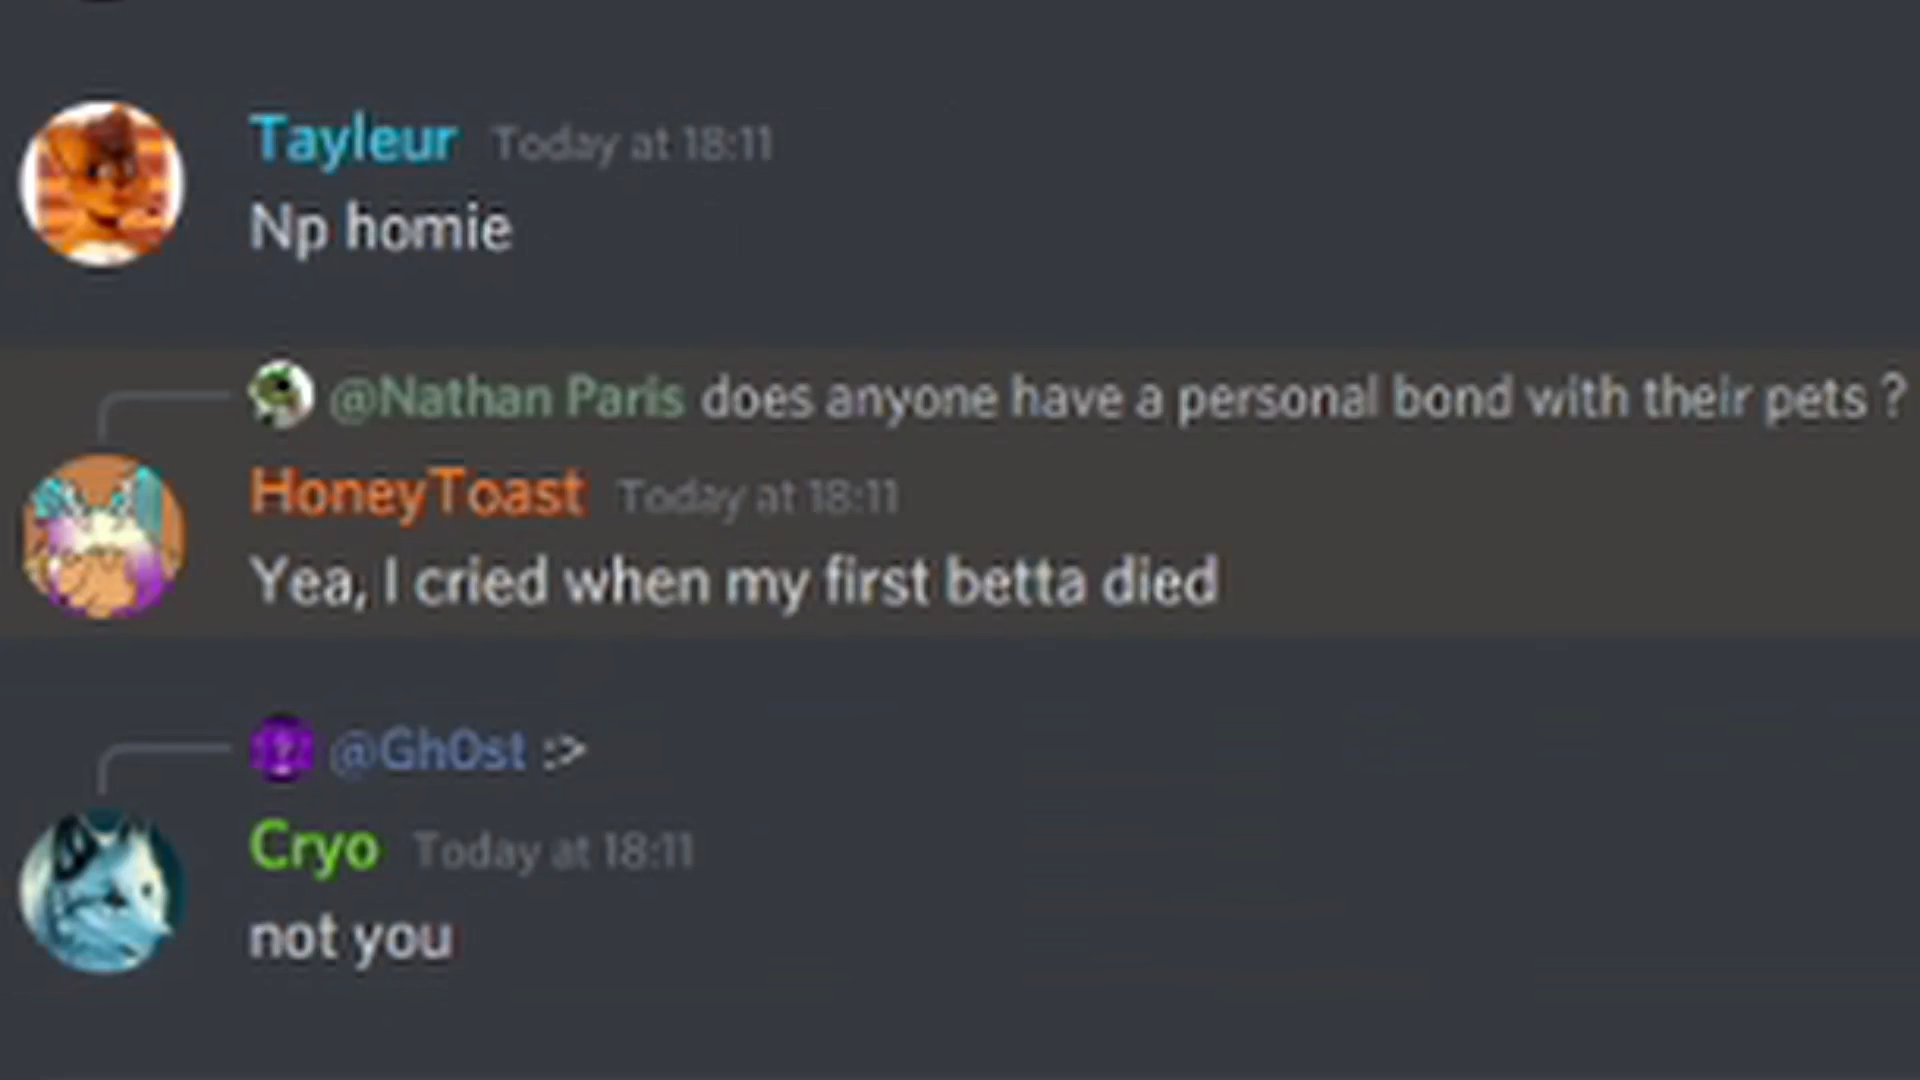 Tayleur Today at 18:11
Np homie
@Nathan Paris does anyone have a personal bond with their pets ?
HoneyToast Today at 18:11
Yea, I cried when my first betta died
@Gh0st :>
Cryo Today at 18:11
not you